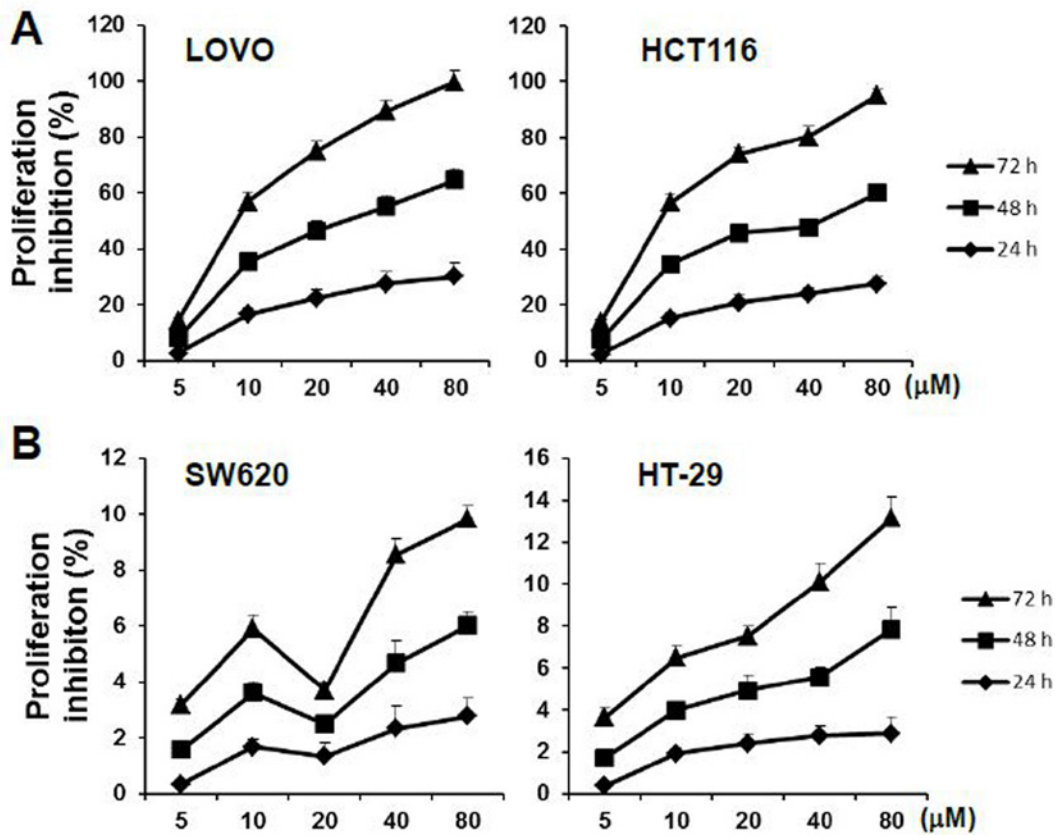 A
LOVO
HCT116
Proliferation
inhibition (%)
120
100
80
60
40
20
0
5 10 20 40 80
120
100
80
60
40
20
0
5 10 20 40 80 (μM)
72 h
48 h
24 h
B
SW620
HT-29
Proliferation
inhibiton (%)
12
10
8
6
4
2
0
5 10 20 40 80
16
14
12
10
8
6
4
2
0
5 10 20 40 80 (μM)
72 h
48 h
24 h